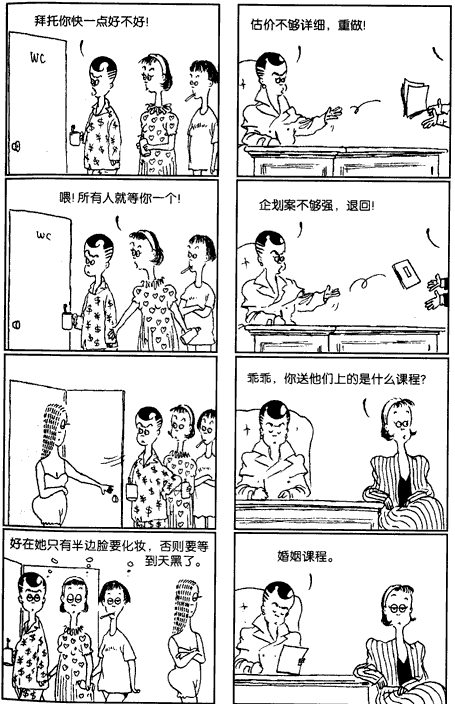 拜托你快一点好不好!
WC
喂!所有人就等你一个!
WC
好在她只有半边脸要化妆，否则要等
到天黑了。
估价不够详细，重做!
企划案不够强，退回!
乖乖，你送他们上的是什么课程?
婚姻课程。